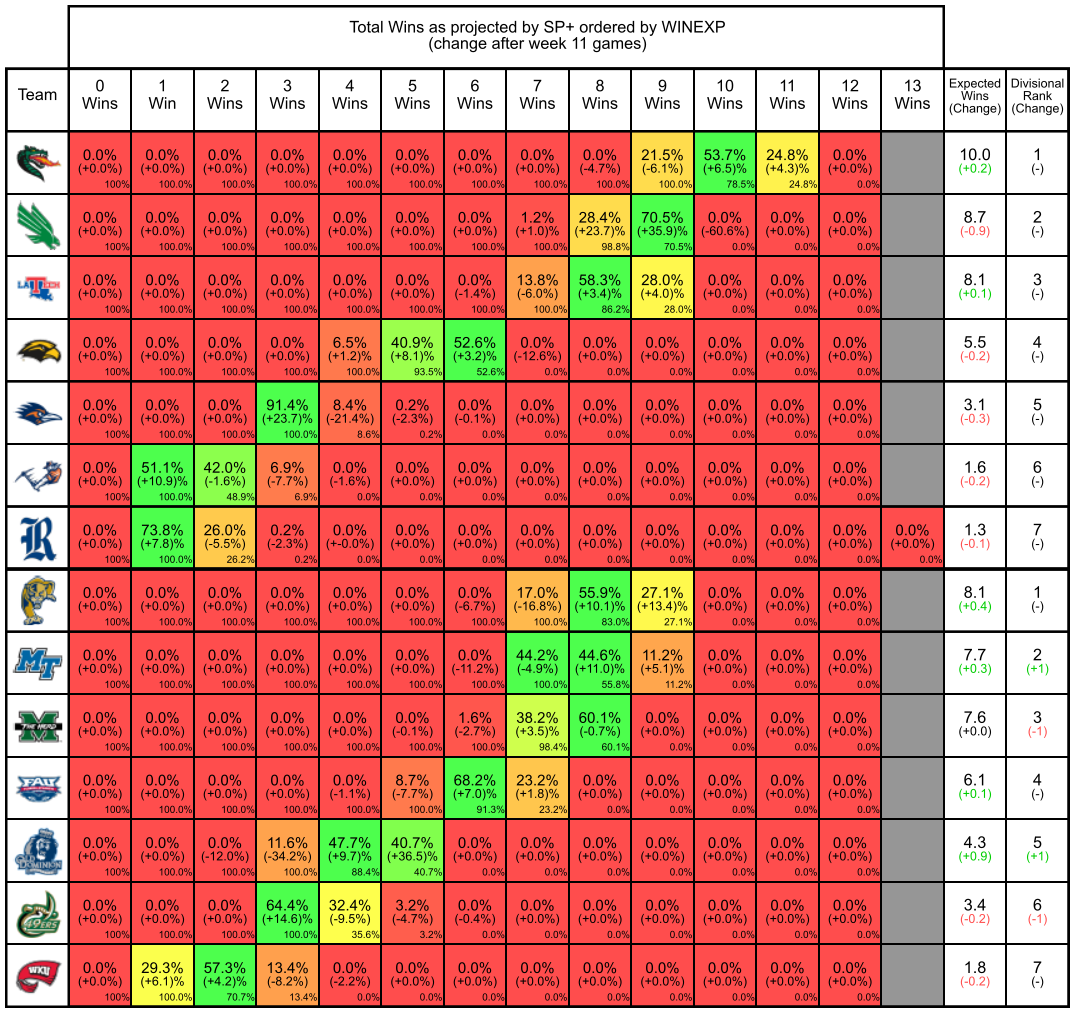 Total Wins as projected by SP+ ordered by WINEXP
(change after week 11 games)
Team 0 Wins 1 Win 2 Wins 3 Wins 4 Wins 5 Wins 6 Wins 7 Wins 8 Wins 9 Wins 10 Wins 11 Wins 12 Wins 13 Wins Expected Wins (Change) Divisional Rank (Change)
0.0% 0.0% 0.0% 0.0% 0.0% 0.0% 0.0% 0.0% 0.0% 21.5% 53.7% 24.8% 0.0% 10.0 1
(+0.0%) (+0.0%) (+0.0%) (+0.0%) (+0.0%) (+0.0%) (+0.0%) (+0.0%) (-4.7%) (-6.1%) (+6.5)% (+4.3)% (+0.0%) (+0.2) (-)
100% 100.0% 100.0% 100.0% 100.0% 100.0% 100.0% 100.0% 100.0% 100.0% 78.5% 24.8% 0.0%
0.0% 0.0% 0.0% 0.0% 0.0% 0.0% 0.0% 1.2% 28.4% 70.5% 0.0% 0.0% 0.0% 8.7 2
(+0.0%) (+0.0%) (+0.0%) (+0.0%) (+0.0%) (+0.0%) (+0.0%) (+1.0)% (+23.7)% (+35.9)% (-60.6%) (+0.0%) (+0.0%) (-0.9) (-)
100% 100.0% 100.0% 100.0% 100.0% 100.0% 100.0% 100.0% 98.8% 70.5% 0.0% 0.0% 0.0%
LA TECH
0.0% 0.0% 0.0% 0.0% 0.0% 0.0% 0.0% 13.8% 58.3% 28.0% 0.0% 0.0% 0.0% 8.1 3
(+0.0%) (+0.0%) (+0.0%) (+0.0%) (+0.0%) (+0.0%) (-1.4%) (-6.0%) (+3.4)% (+4.0)% (+0.0%) (+0.0%) (+0.0%) (+0.1) (-)
100% 100.0% 100.0% 100.0% 100.0% 100.0% 100.0% 100.0% 86.2% 28.0% 0.0% 0.0% 0.0%
0.0% 0.0% 0.0% 0.0% 6.5% 40.9% 52.6% 0.0% 0.0% 0.0% 0.0% 0.0% 0.0% 5.5 4
(+0.0%) (+0.0%) (+0.0%) (+0.0%) (+1.2)% (+8.1)% (+3.2)% (-12.6%) (+0.0%) (+0.0%) (+0.0%) (+0.0%) (+0.0%) (-0.2) (-)
100% 100.0% 100.0% 100.0% 100.0% 93.5% 52.6% 0.0% 0.0% 0.0% 0.0% 0.0% 0.0%
0.0% 0.0% 0.0% 91.4% 8.4% 0.2% 0.0% 0.0% 0.0% 0.0% 0.0% 0.0% 0.0% 3.1 5
(+0.0%) (+0.0%) (+0.0%) (+23.7)% (-21.4%) (-2.3%) (-0.1%) (+0.0%) (+0.0%) (+0.0%) (+0.0%) (+0.0%) (+0.0%) (-0.3) (-)
100% 100.0% 100.0% 100.0% 8.6% 0.2% 0.0% 0.0% 0.0% 0.0% 0.0% 0.0% 0.0%
0.0% 51.1% 42.0% 6.9% 0.0% 0.0% 0.0% 0.0% 0.0% 0.0% 0.0% 0.0% 0.0% 1.6 6
(+0.0%) (+10.9)% (-1.6%) (-7.7%) (-1.6%) (+0.0%) (+0.0%) (+0.0%) (+0.0%) (+0.0%) (+0.0%) (+0.0%) (+0.0%) (-0.2) (-)
100% 100.0% 48.9% 6.9% 0.0% 0.0% 0.0% 0.0% 0.0% 0.0% 0.0% 0.0% 0.0%
R
0.0% 73.8% 26.0% 0.2% 0.0% 0.0% 0.0% 0.0% 0.0% 0.0% 0.0% 0.0% 0.0% 0.0% 1.3 7
(+0.0%) (+7.8)% (-5.5%) (-2.3%) (+-0.0%) (+0.0%) (+0.0%) (+0.0%) (+0.0%) (+0.0%) (+0.0%) (+0.0%) (+0.0%) (+0.0%) (-0.1) (-)
100% 100.0% 26.2% 0.2% 0.0% 0.0% 0.0% 0.0% 0.0% 0.0% 0.0% 0.0% 0.0% 0.0%
0.0% 0.0% 0.0% 0.0% 0.0% 0.0% 0.0% 17.0% 55.9% 27.1% 0.0% 0.0% 0.0% 8.1 1
(+0.0%) (+0.0%) (+0.0%) (+0.0%) (+0.0%) (+0.0%) (-6.7%) (-16.8%) (+10.1)% (+13.4)% (+0.0%) (+0.0%) (+0.0%) (+0.4) (-)
100% 100.0% 100.0% 100.0% 100.0% 100.0% 100.0% 100.0% 83.0% 27.1% 0.0% 0.0% 0.0%
MT
0.0% 0.0% 0.0% 0.0% 0.0% 0.0% 0.0% 44.2% 44.6% 11.2% 0.0% 0.0% 0.0% 7.7 2
(+0.0%) (+0.0%) (+0.0%) (+0.0%) (+0.0%) (+0.0%) (-11.2%) (-4.9%) (+11.0)% (+5.1)% (+0.0%) (+0.0%) (+0.0%) (+0.3) (+1)
100% 100.0% 100.0% 100.0% 100.0% 100.0% 100.0% 100.0% 55.8% 11.2% 0.0% 0.0% 0.0%
M THE HERD
0.0% 0.0% 0.0% 0.0% 0.0% 0.0% 1.6% 38.2% 60.1% 0.0% 0.0% 0.0% 0.0% 7.6 3
(+0.0%) (+0.0%) (+0.0%) (+0.0%) (+0.0%) (-0.1%) (-2.7%) (+3.5)% (-0.7%) (+0.0%) (+0.0%) (+0.0%) (+0.0%) (+0.0) (-1)
100% 100.0% 100.0% 100.0% 100.0% 100.0% 100.0% 98.4% 60.1% 0.0% 0.0% 0.0% 0.0%
FAU
0.0% 0.0% 0.0% 0.0% 0.0% 8.7% 68.2% 23.2% 0.0% 0.0% 0.0% 0.0% 0.0% 6.1 4
(+0.0%) (+0.0%) (+0.0%) (+0.0%) (-1.1%) (-7.7%) (+7.0)% (+1.8)% (+0.0%) (+0.0%) (+0.0%) (+0.0%) (+0.0%) (+0.1) (-)
100% 100.0% 100.0% 100.0% 100.0% 100.0% 91.3% 23.2% 0.0% 0.0% 0.0% 0.0% 0.0%
DOMINION
0.0% 0.0% 0.0% 11.6% 47.7% 40.7% 0.0% 0.0% 0.0% 0.0% 0.0% 0.0% 0.0% 4.3 5
(+0.0%) (+0.0%) (-12.0%) (-34.2%) (+9.7)% (+36.5)% (+0.0%) (+0.0%) (+0.0%) (+0.0%) (+0.0%) (+0.0%) (+0.0%) (+0.9) (+1)
100% 100.0% 100.0% 100.0% 88.4% 40.7% 0.0% 0.0% 0.0% 0.0% 0.0% 0.0% 0.0%
49ERS
0.0% 0.0% 0.0% 64.4% 32.4% 3.2% 0.0% 0.0% 0.0% 0.0% 0.0% 0.0% 0.0% 3.4 6
(+0.0%) (+0.0%) (+0.0%) (+14.6)% (-9.5%) (-4.7%) (-0.4%) (+0.0%) (+0.0%) (+0.0%) (+0.0%) (+0.0%) (+0.0%) (-0.2) (-1)
100% 100.0% 100.0% 100.0% 35.6% 3.2% 0.0% 0.0% 0.0% 0.0% 0.0% 0.0% 0.0%
WKU
0.0% 29.3% 57.3% 13.4% 0.0% 0.0% 0.0% 0.0% 0.0% 0.0% 0.0% 0.0% 0.0% 1.8 7
(+0.0%) (+6.1)% (+4.2)% (-8.2%) (-2.2%) (+0.0%) (+0.0%) (+0.0%) (+0.0%) (+0.0%) (+0.0%) (+0.0%) (+0.0%) (-0.2) (-)
100% 100.0% 70.7% 13.4% 0.0% 0.0% 0.0% 0.0% 0.0% 0.0% 0.0% 0.0% 0.0%